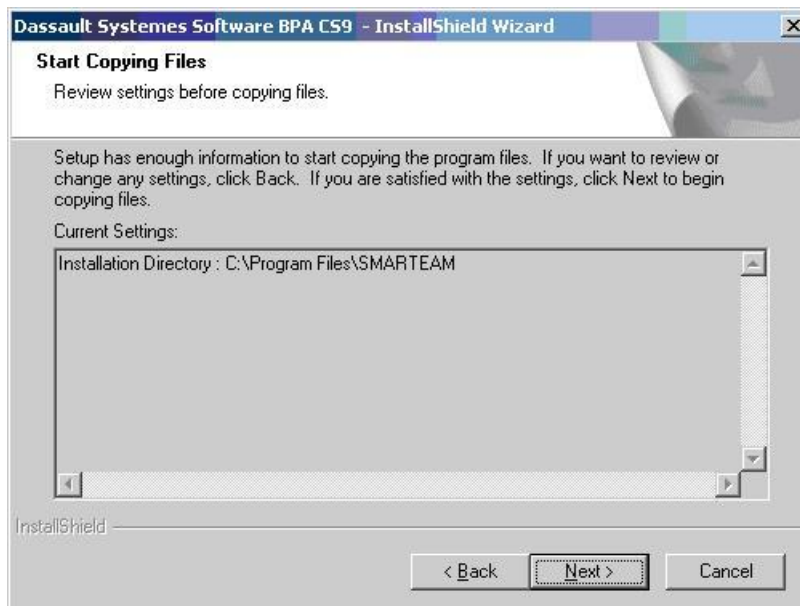 Dassault Systemes Software BPA CS9 - InstallShield Wizard
Start Copying Files
Review settings before copying files.
Setup has enough information to start copying the program files. If you want to review or
change any settings, click Back. If you are satisfied with the settings, click Next to begin
copying files.
Current Settings:
Installation Directory : C:\Program Files\SMARTEAM
InstallShield
< Back
Next >
Cancel